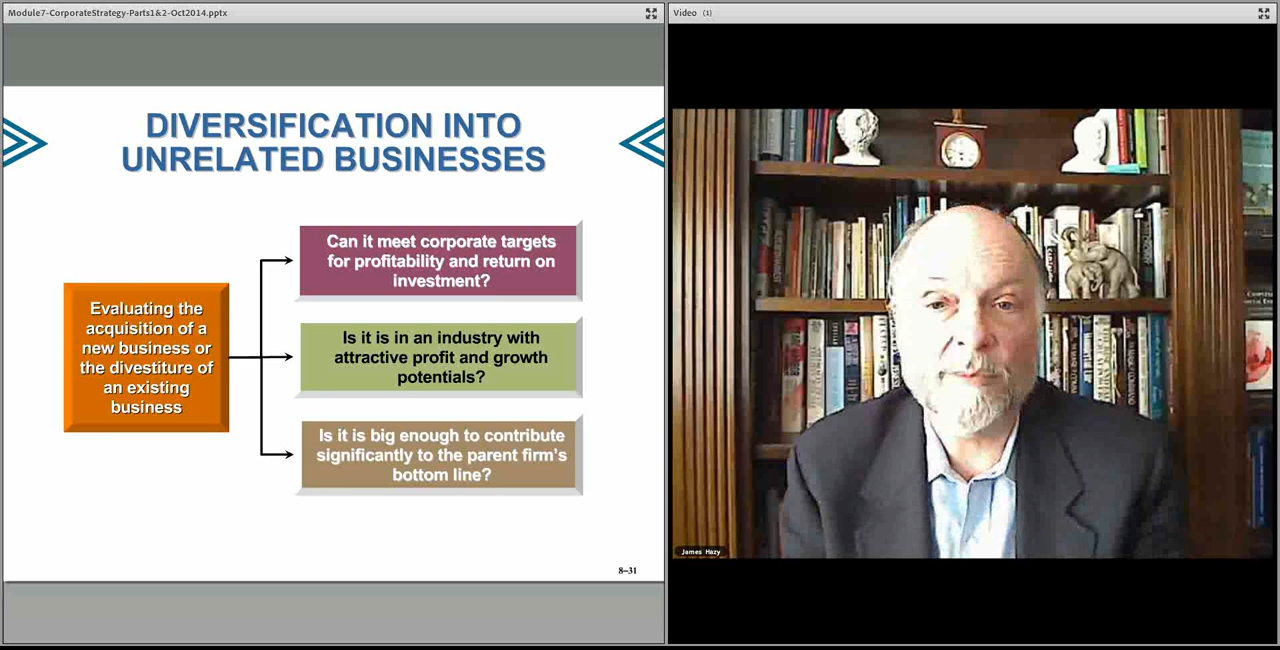 Module7-CorporateStrategy-Parts1&2-Oct2014.pptx
Video (1)
DIVERSIFICATION INTO
UNRELATED BUSINESSES
Evaluating the
acquisition of a
new business or
the divestiture of
an existing
business
Can it meet corporate targets
for profitability and return on
investment?
Is it is in an industry with
attractive profit and growth
potentials?
Is it is big enough to contribute
significantly to the parent firm's
bottom line?
8–31
James Hazy